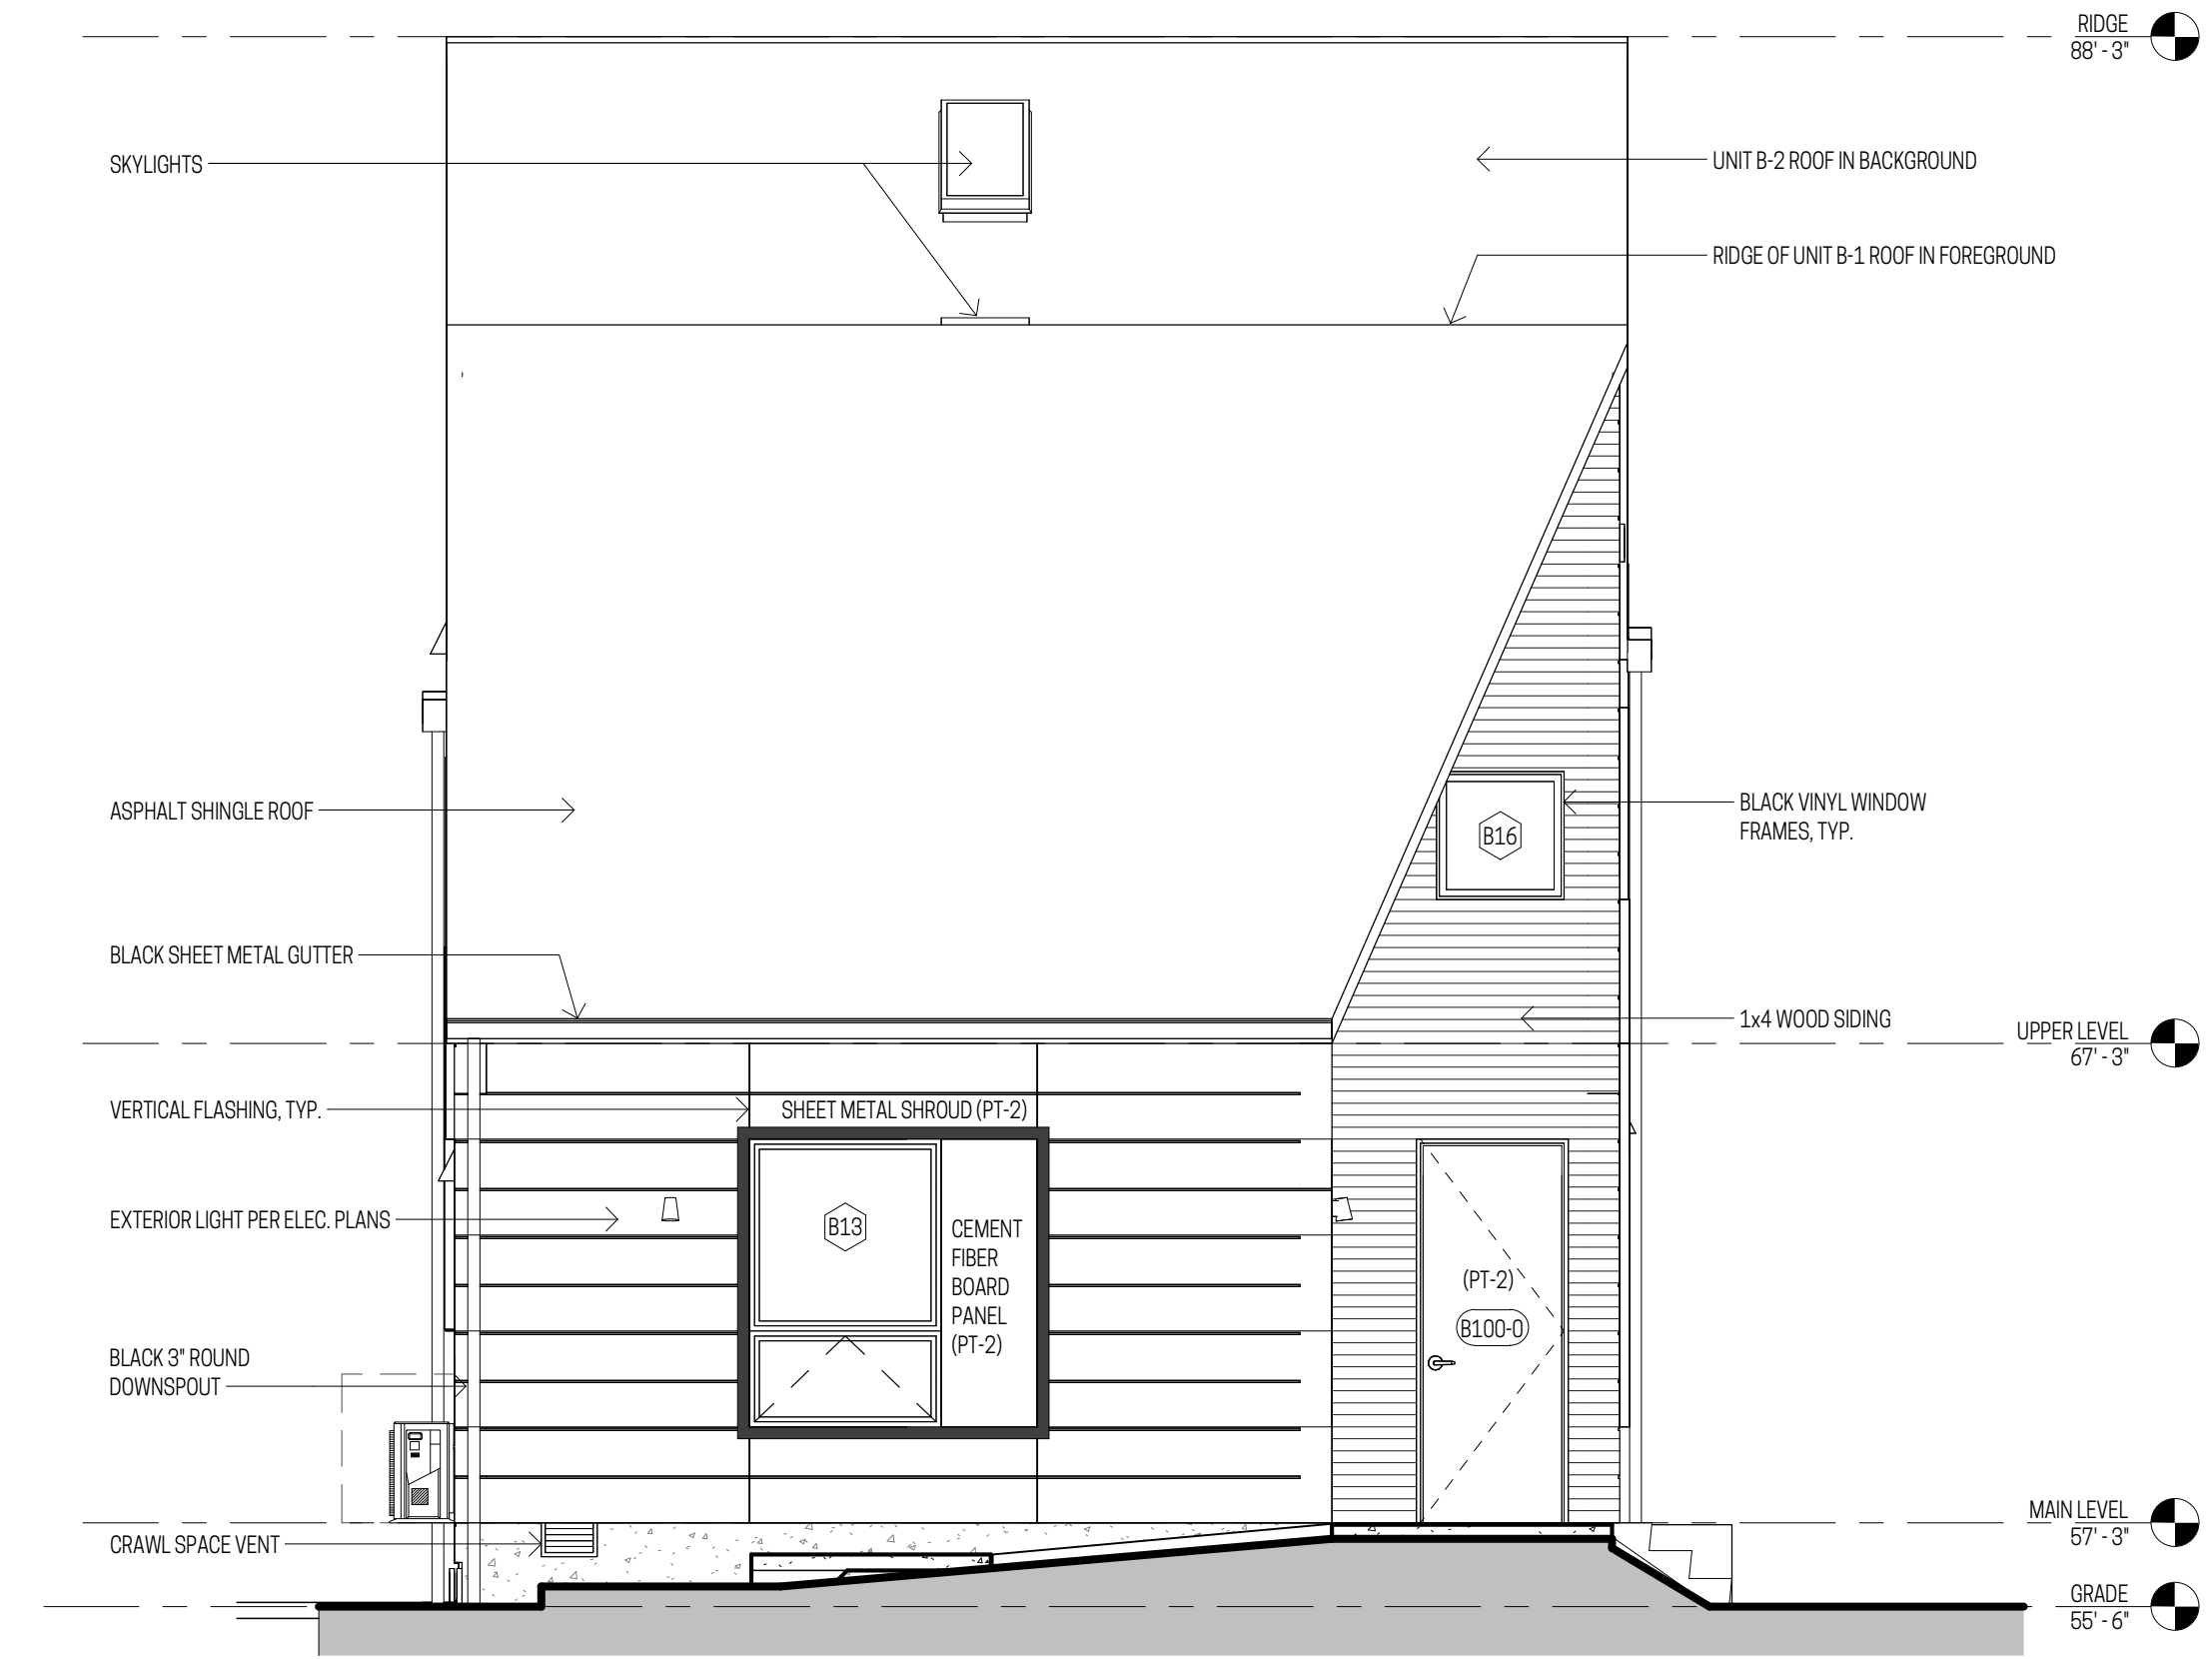 RIDGE
88' - 3"
SKYLIGHTS
UNIT B-2 ROOF IN BACKGROUND
RIDGE OF UNIT B-1 ROOF IN FOREGROUND
ASPHALT SHINGLE ROOF
BLACK VINYL WINDOW
FRAMES, TYP.
B16
BLACK SHEET METAL GUTTER
1x4 WOOD SIDING
UPPER LEVEL
67' - 3"
VERTICAL FLASHING, TYP.
SHEET METAL SHROUD (PT-2)
EXTERIOR LIGHT PER ELEC. PLANS
B13
CEMENT
FIBER
BOARD
PANEL
(PT-2)
(PT-2)
B100-0
BLACK 3" ROUND
DOWNSPOUT
CRAWL SPACE VENT
MAIN LEVEL
57' - 3"
GRADE
55' - 6"